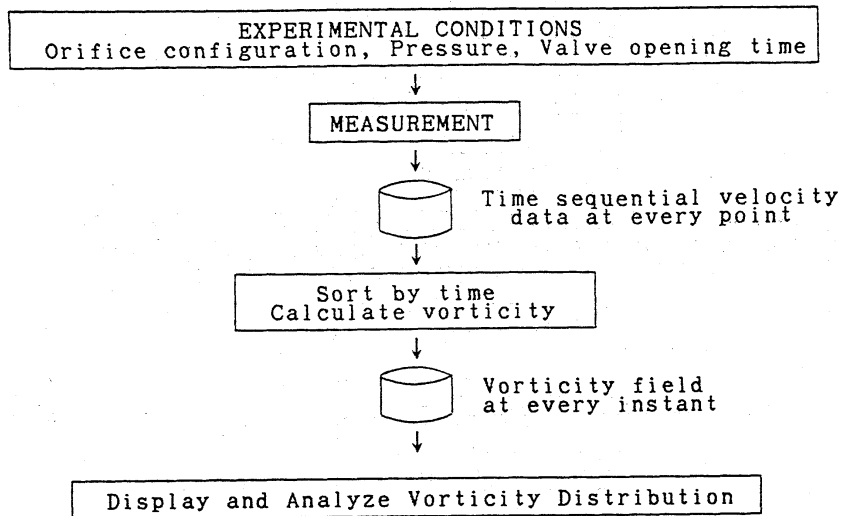 EXPERIMENTAL CONDITIONS
Orifice configuration, Pressure, Valve opening time
MEASUREMENT
Time sequential velocity
data at every point
Sort by time
Calculate vorticity
Vorticity field
at every instant
Display and Analyze Vorticity Distribution